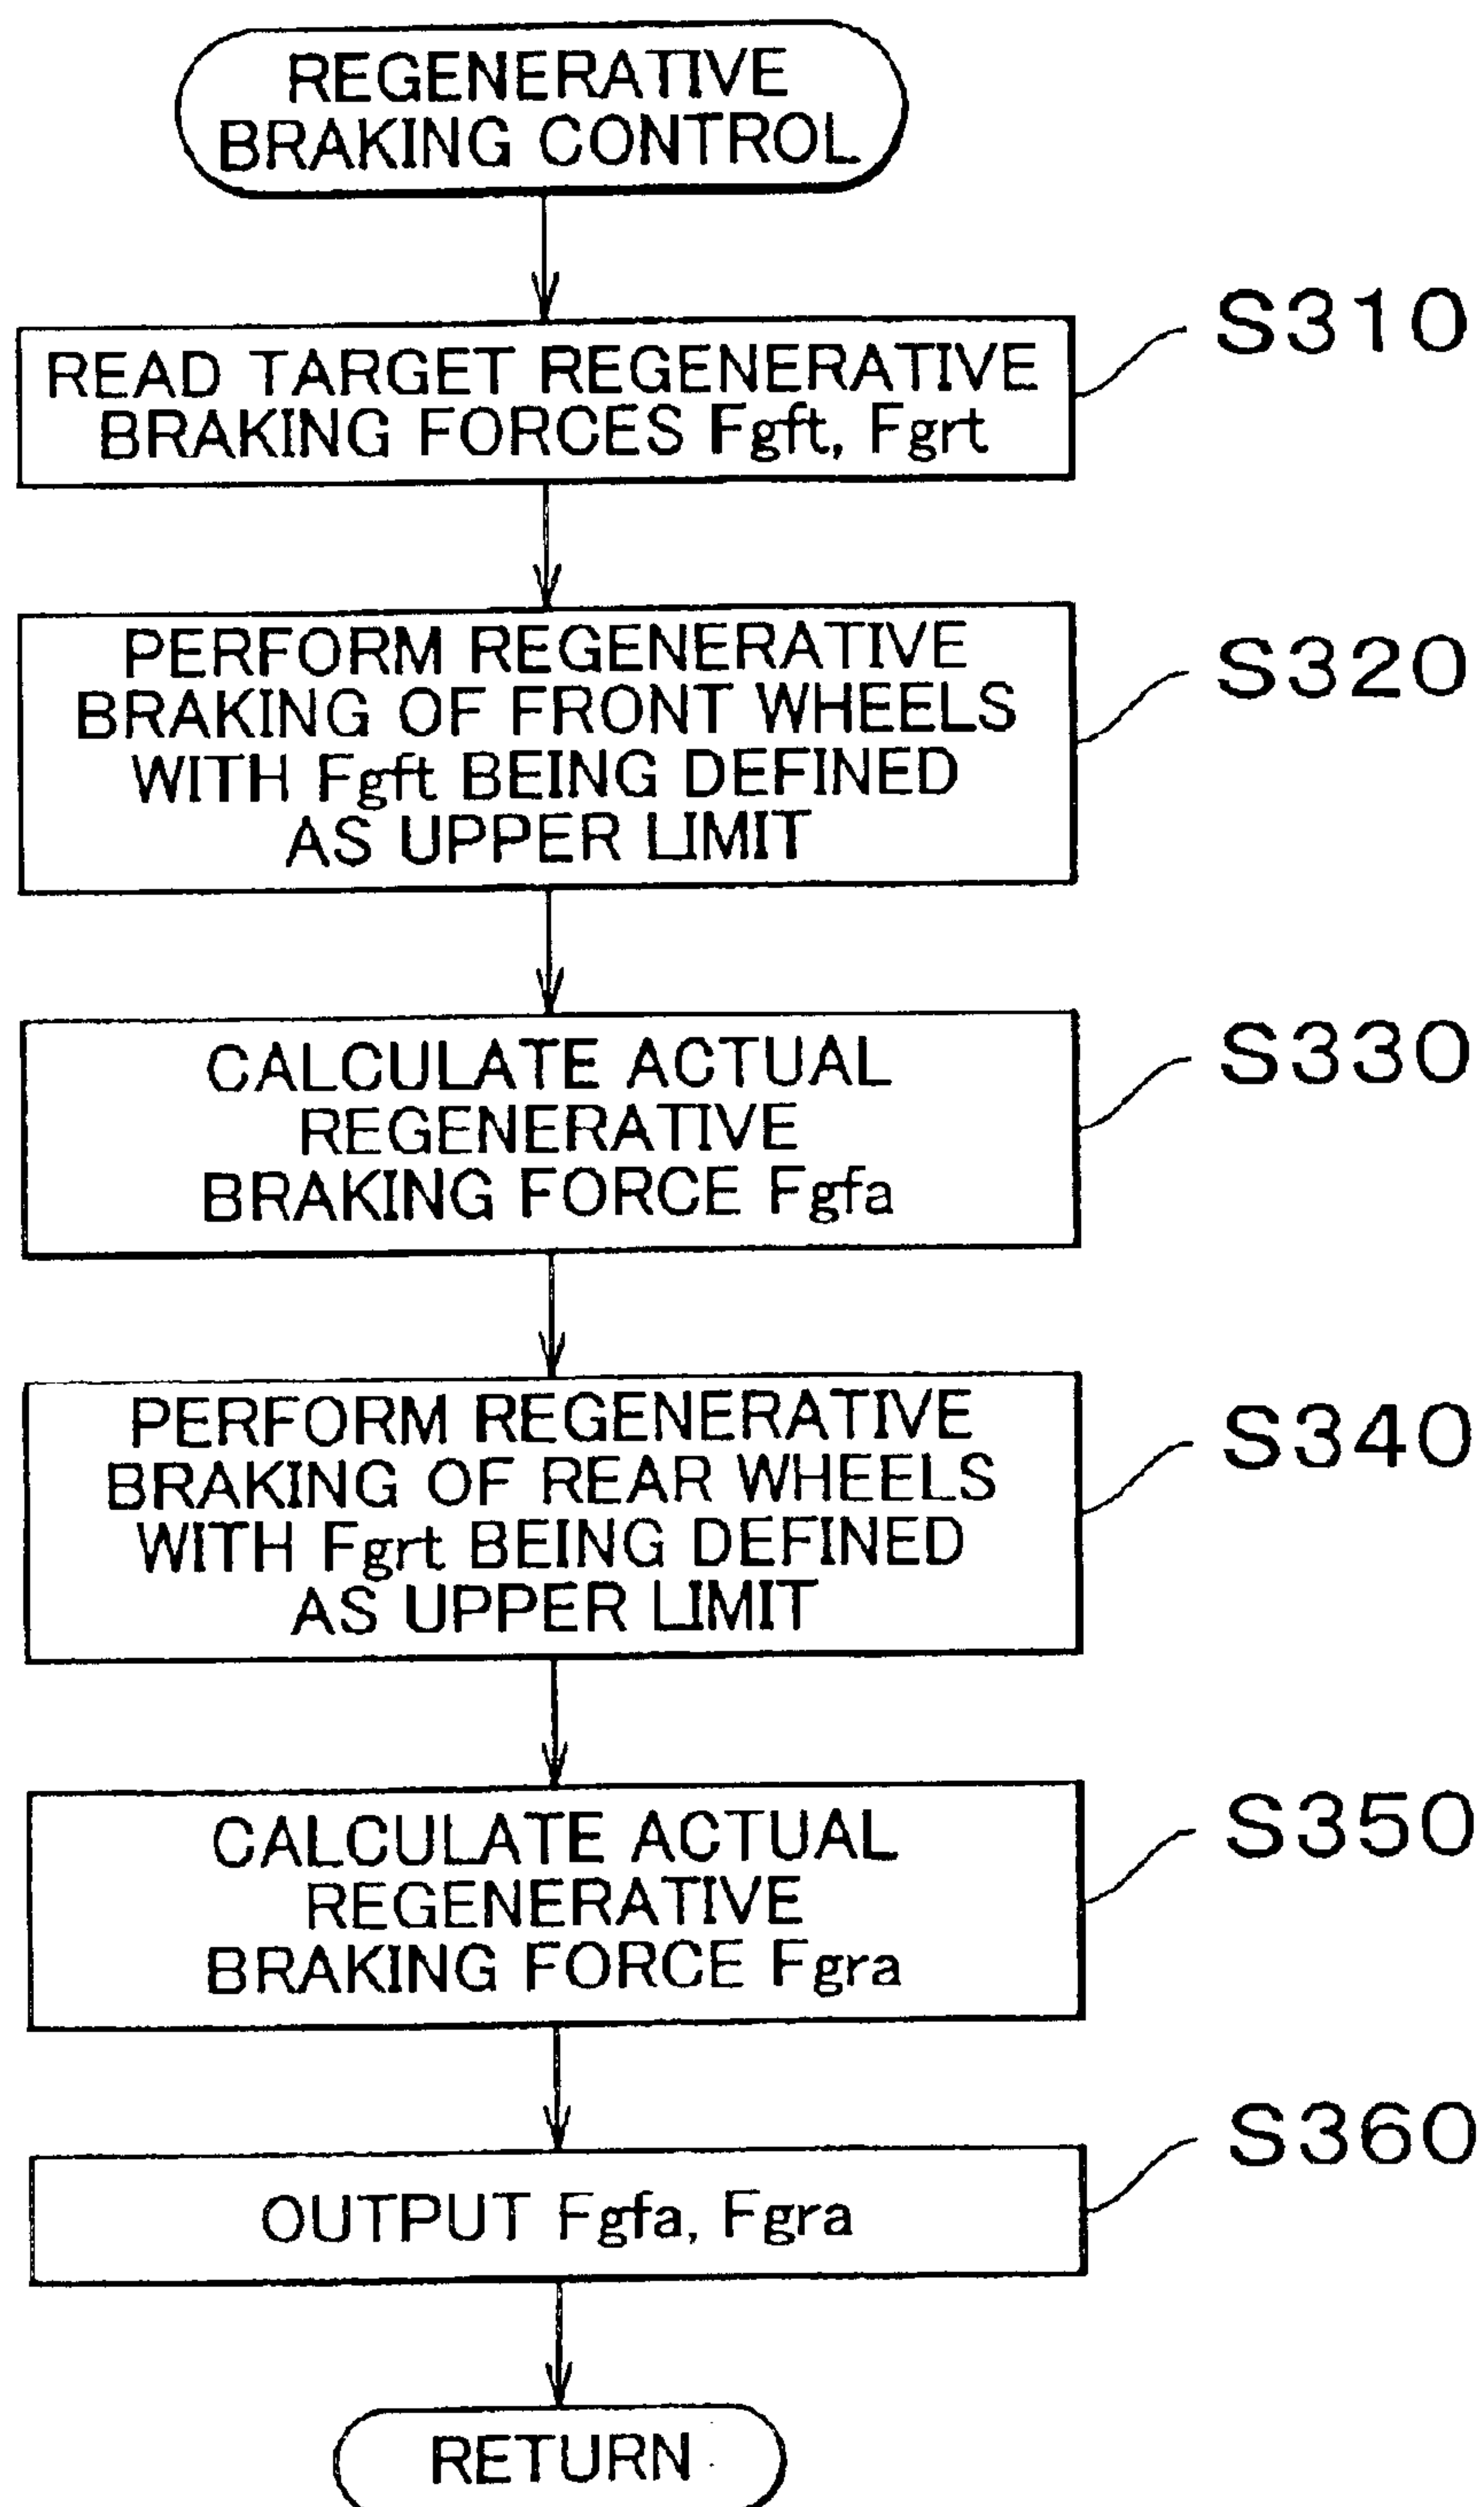 REGENERATIVE
BRAKING CONTROL
S310
READ TARGET REGENERATIVE
BRAKING FORCES Fgft, Fgrt
S320
PERFORM REGENERATIVE
BRAKING OF FRONT WHEELS
WITH Fgft BEING DEFINED
AS UPPER LIMIT
S330
CALCULATE ACTUAL
REGENERATIVE
BRAKING FORCE Fgfa
S340
PERFORM REGENERATIVE
BRAKING OF REAR WHEELS
WITH Fgrt BEING DEFINED
AS UPPER LIMIT
S350
CALCULATE ACTUAL
REGENERATIVE
BRAKING FORCE Fgra
S360
OUTPUT Fgfa, Fgra
RETURN